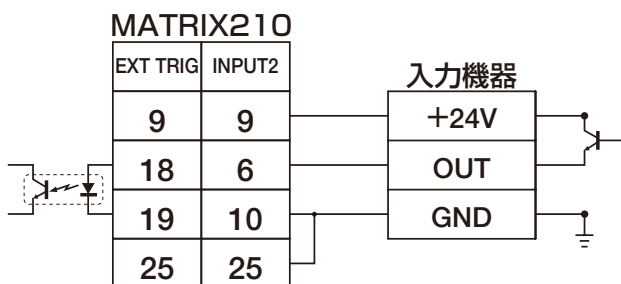 MATRIX210
EXT TRIG INPUT2
9 9
18 6
19 10
25 25
入力機器
+24V
OUT
GND